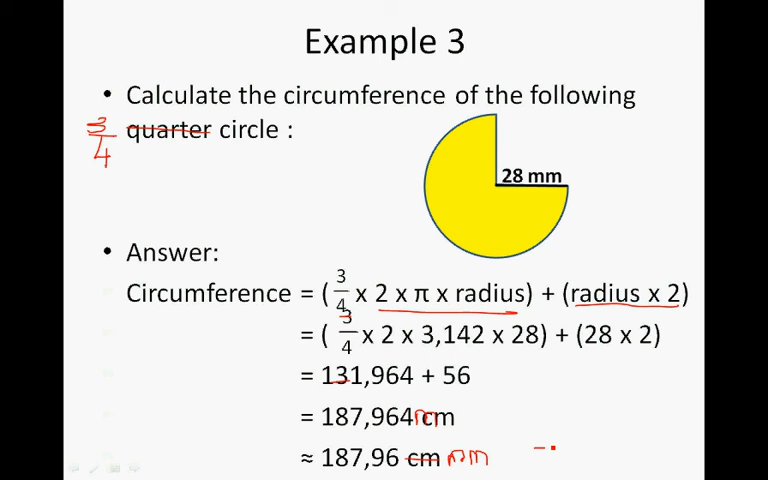 Example 3
• Calculate the circumference of the following
3/4 quarter circle :
28 mm
• Answer:
Circumference = ( 3/4 x 2 x π x radius) + (radius x 2)
= ( 3/4 x 2 x 3,142 x 28) + (28 x 2)
= 131,964 + 56
= 187,964 mcm
≈ 187,96 cm mm